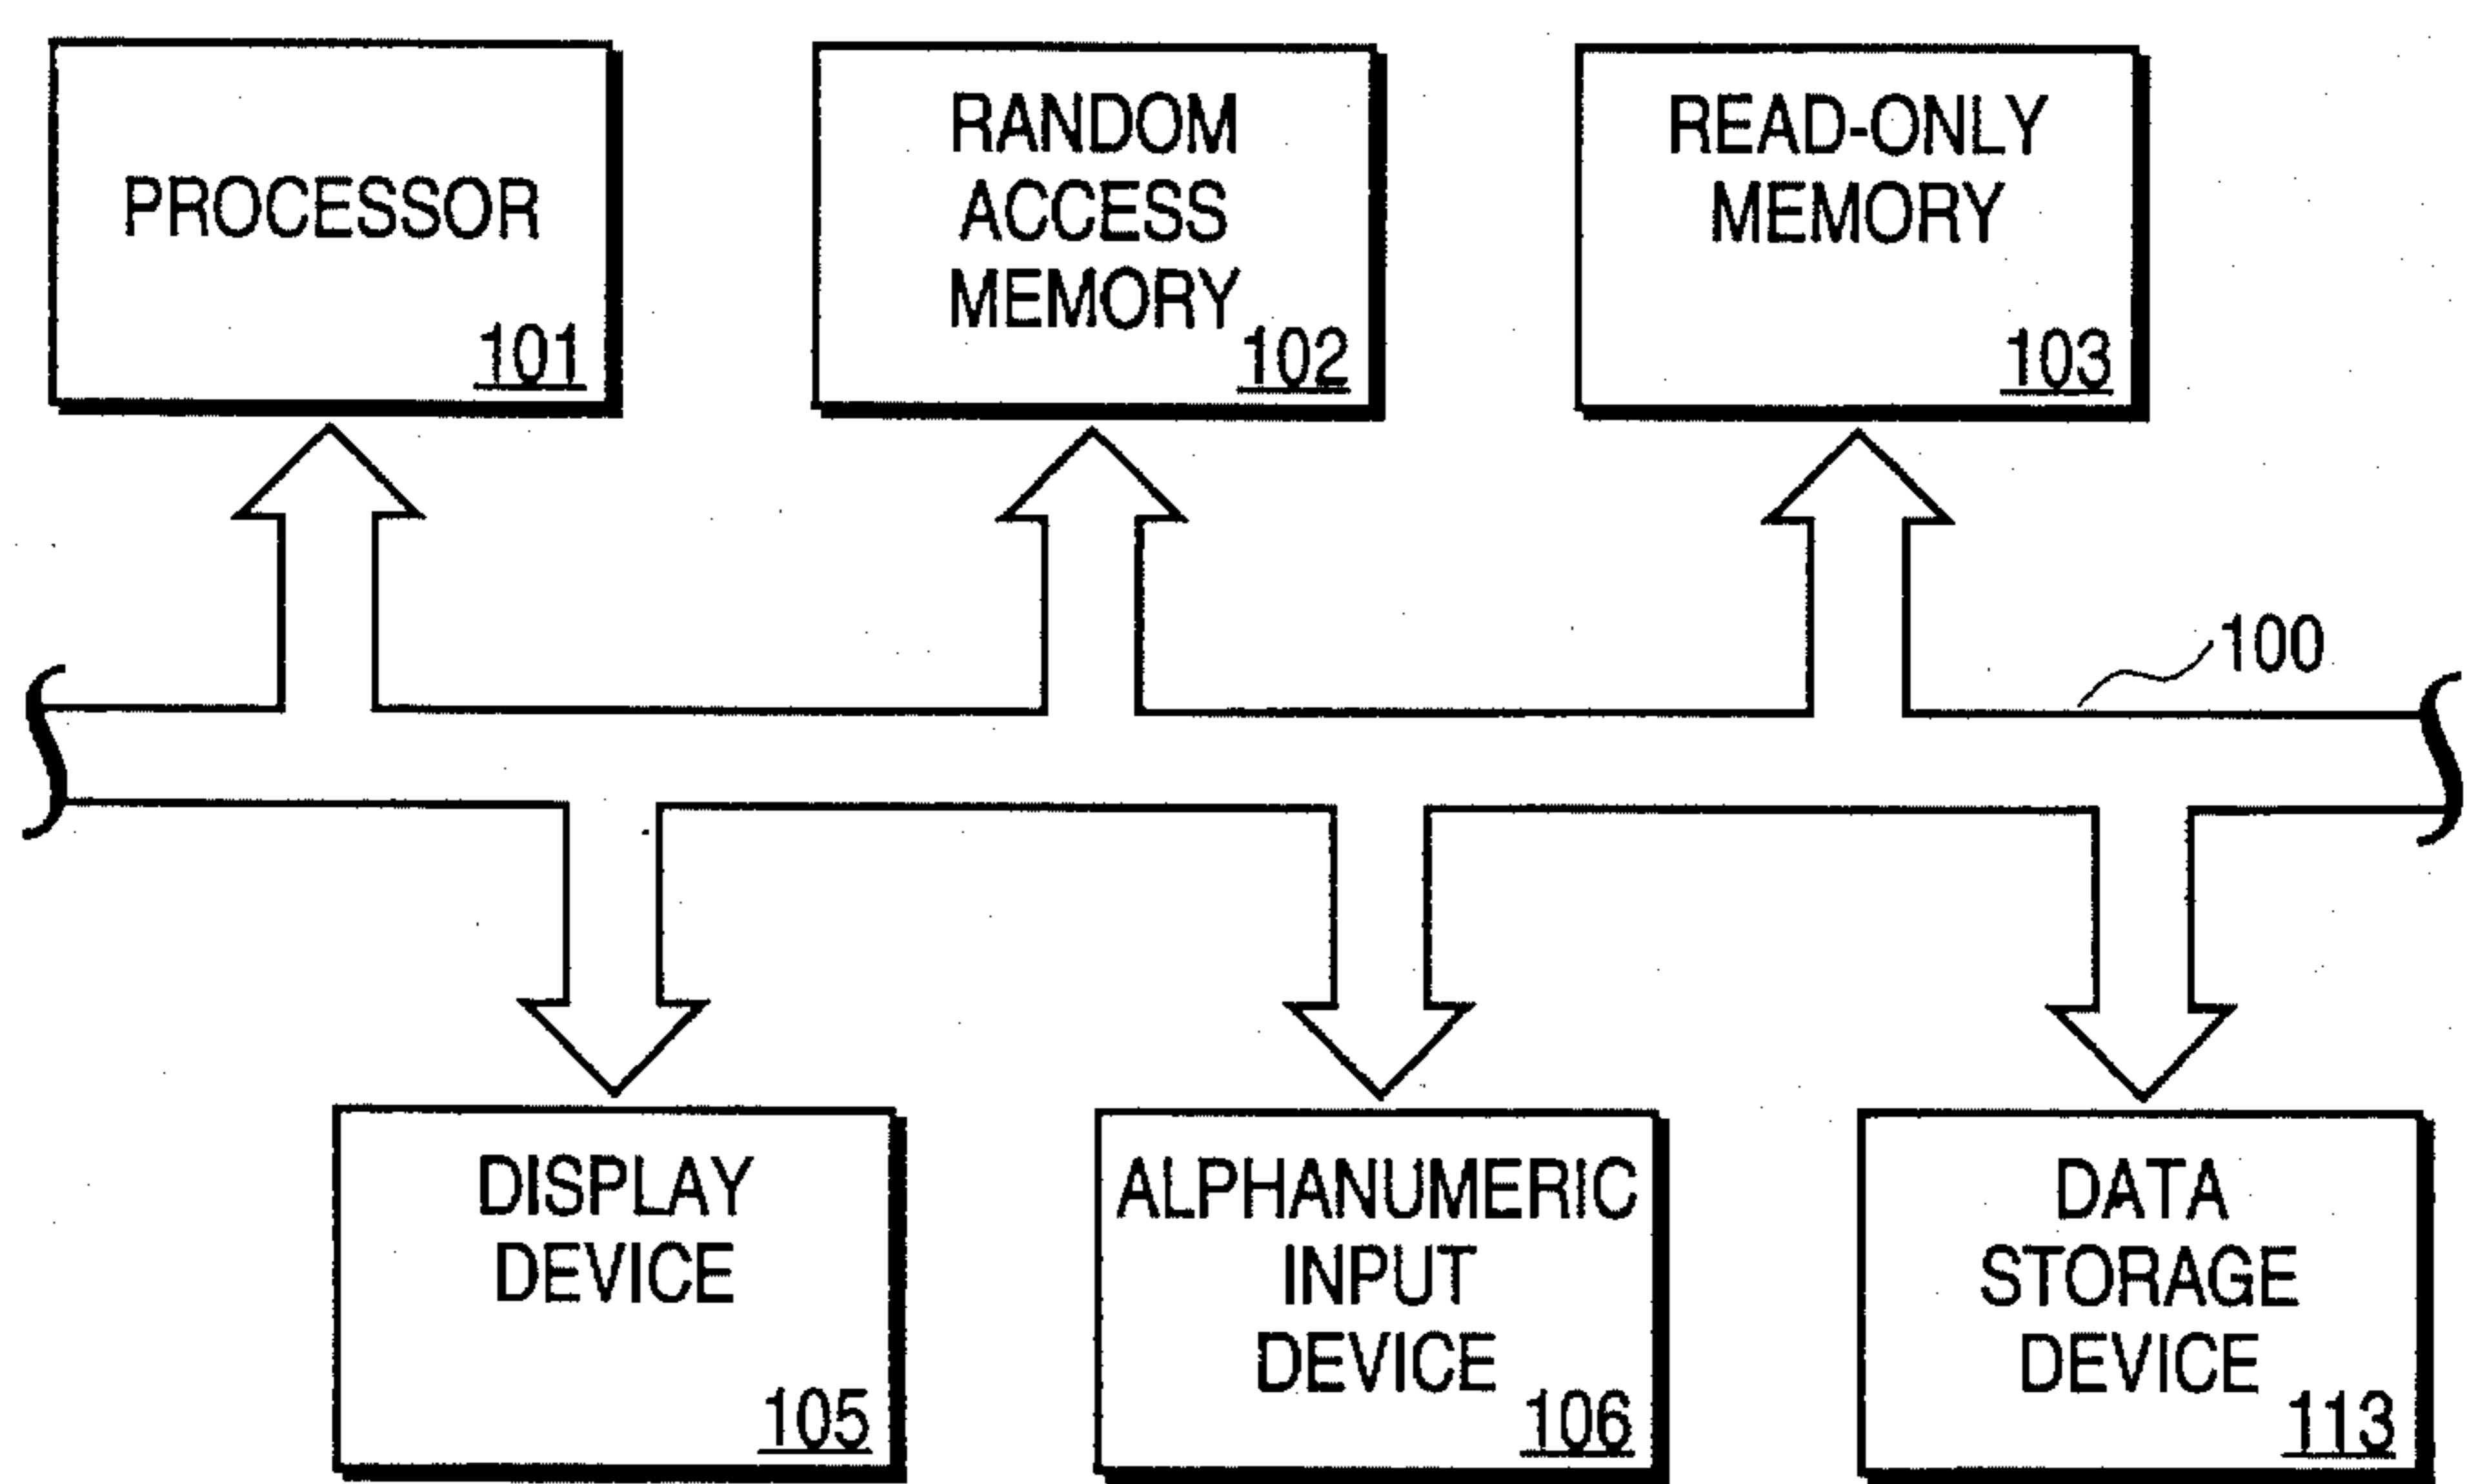 PROCESSOR
101
RANDOM
ACCESS
MEMORY
102
READ-ONLY
MEMORY
103
100
DISPLAY
DEVICE
105
ALPHANUMERIC
INPUT
DEVICE
106
DATA
STORAGE
DEVICE
113